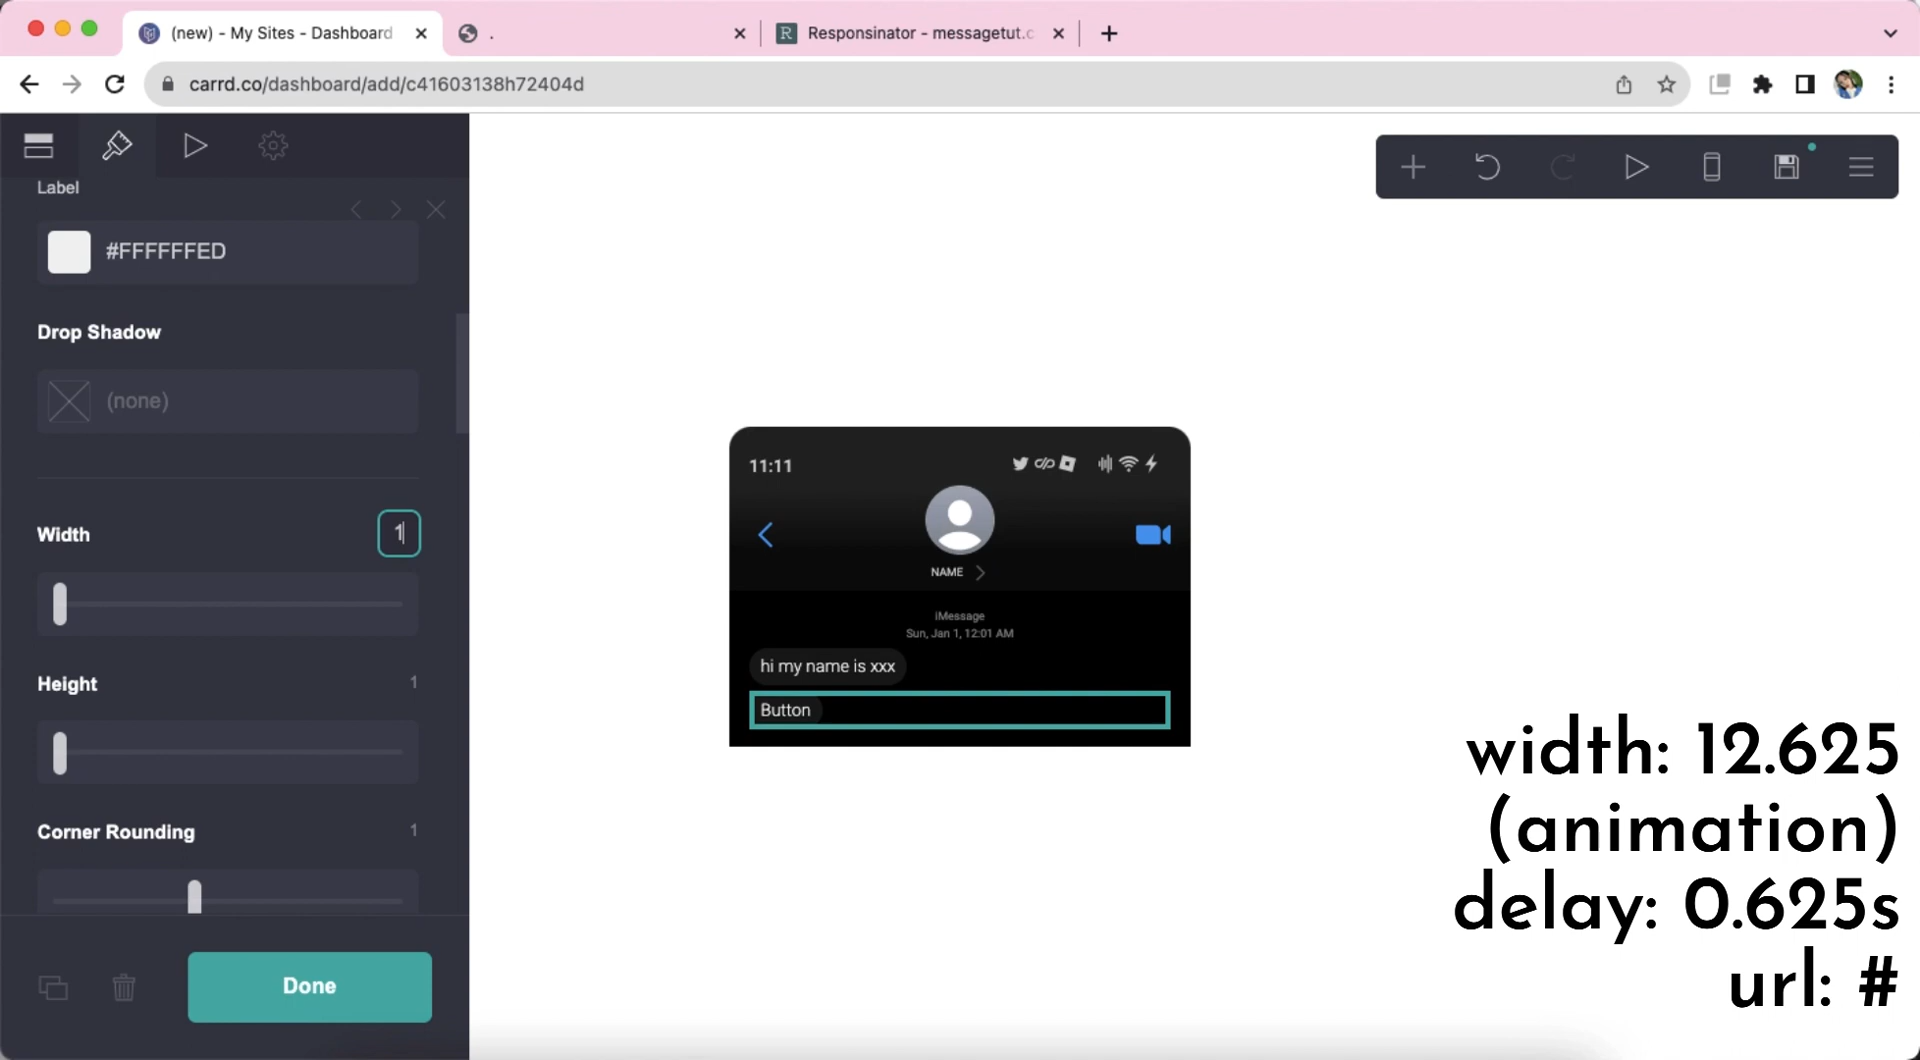 (new) - My Sites - Dashboard
.
Responsinator - messagetut.c
carrd.co/dashboard/add/c41603138h72404d
Label
#FFFFFFED
Drop Shadow
(none)
Width
1
Height
1
Corner Rounding
1
Done
11:11
NAME
iMessage
Sun, Jan 1, 12:01 AM
hi my name is xxx
Button
width: 12.625
(animation)
delay: 0.625s
url: #